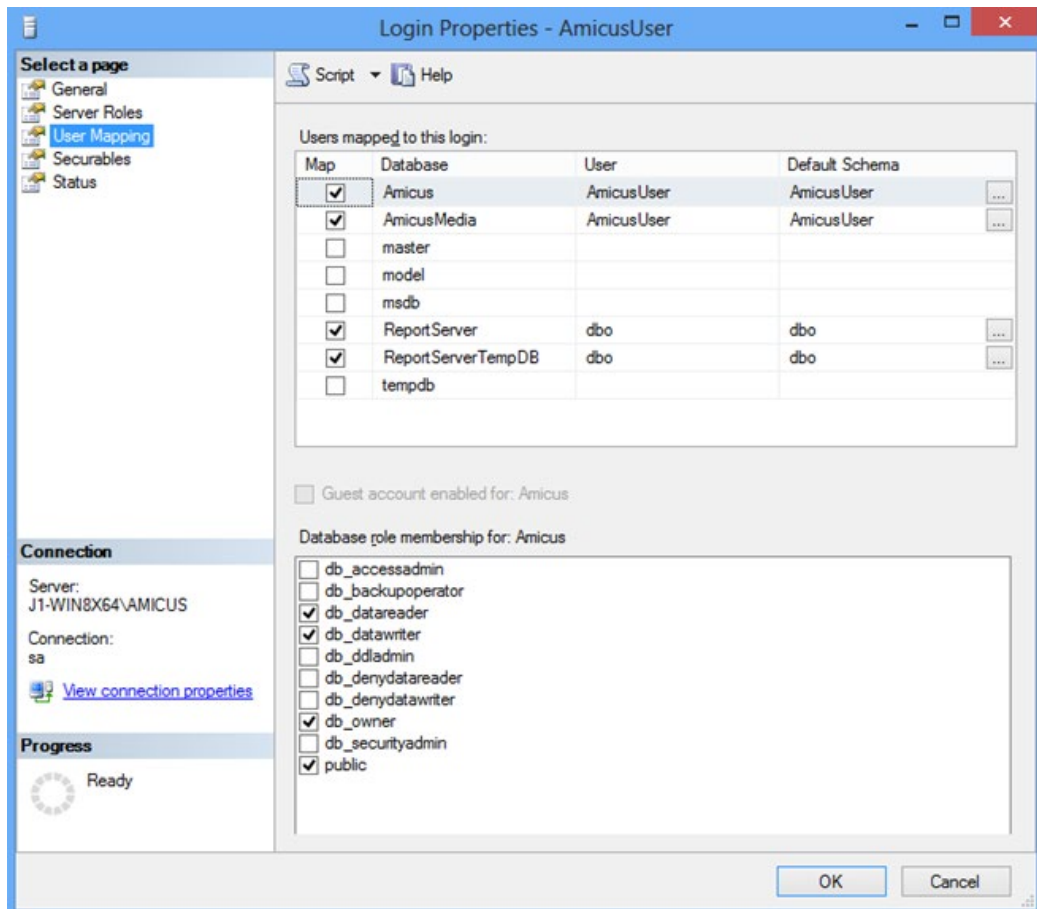 Login Properties - AmicusUser
Select a page
General
Server Roles
User Mapping
Securables
Status
Script Help
Users mapped to this login:
Map Database User Default Schema
Amicus AmicusUser AmicusUser ...
AmicusMedia AmicusUser AmicusUser ...
master
model
msdb
ReportServer dbo dbo ...
ReportServerTempDB dbo dbo ...
tempdb
Guest account enabled for: Amicus
Database role membership for: Amicus
db_accessadmin
db_backupoperator
db_datareader
db_datawriter
db_ddladmin
db_denydatareader
db_denydatawriter
db_owner
db_securityadmin
public
Connection
Server:
J1-WIN8X64\AMICUS
Connection:
sa
View connection properties
Progress
Ready
OK Cancel